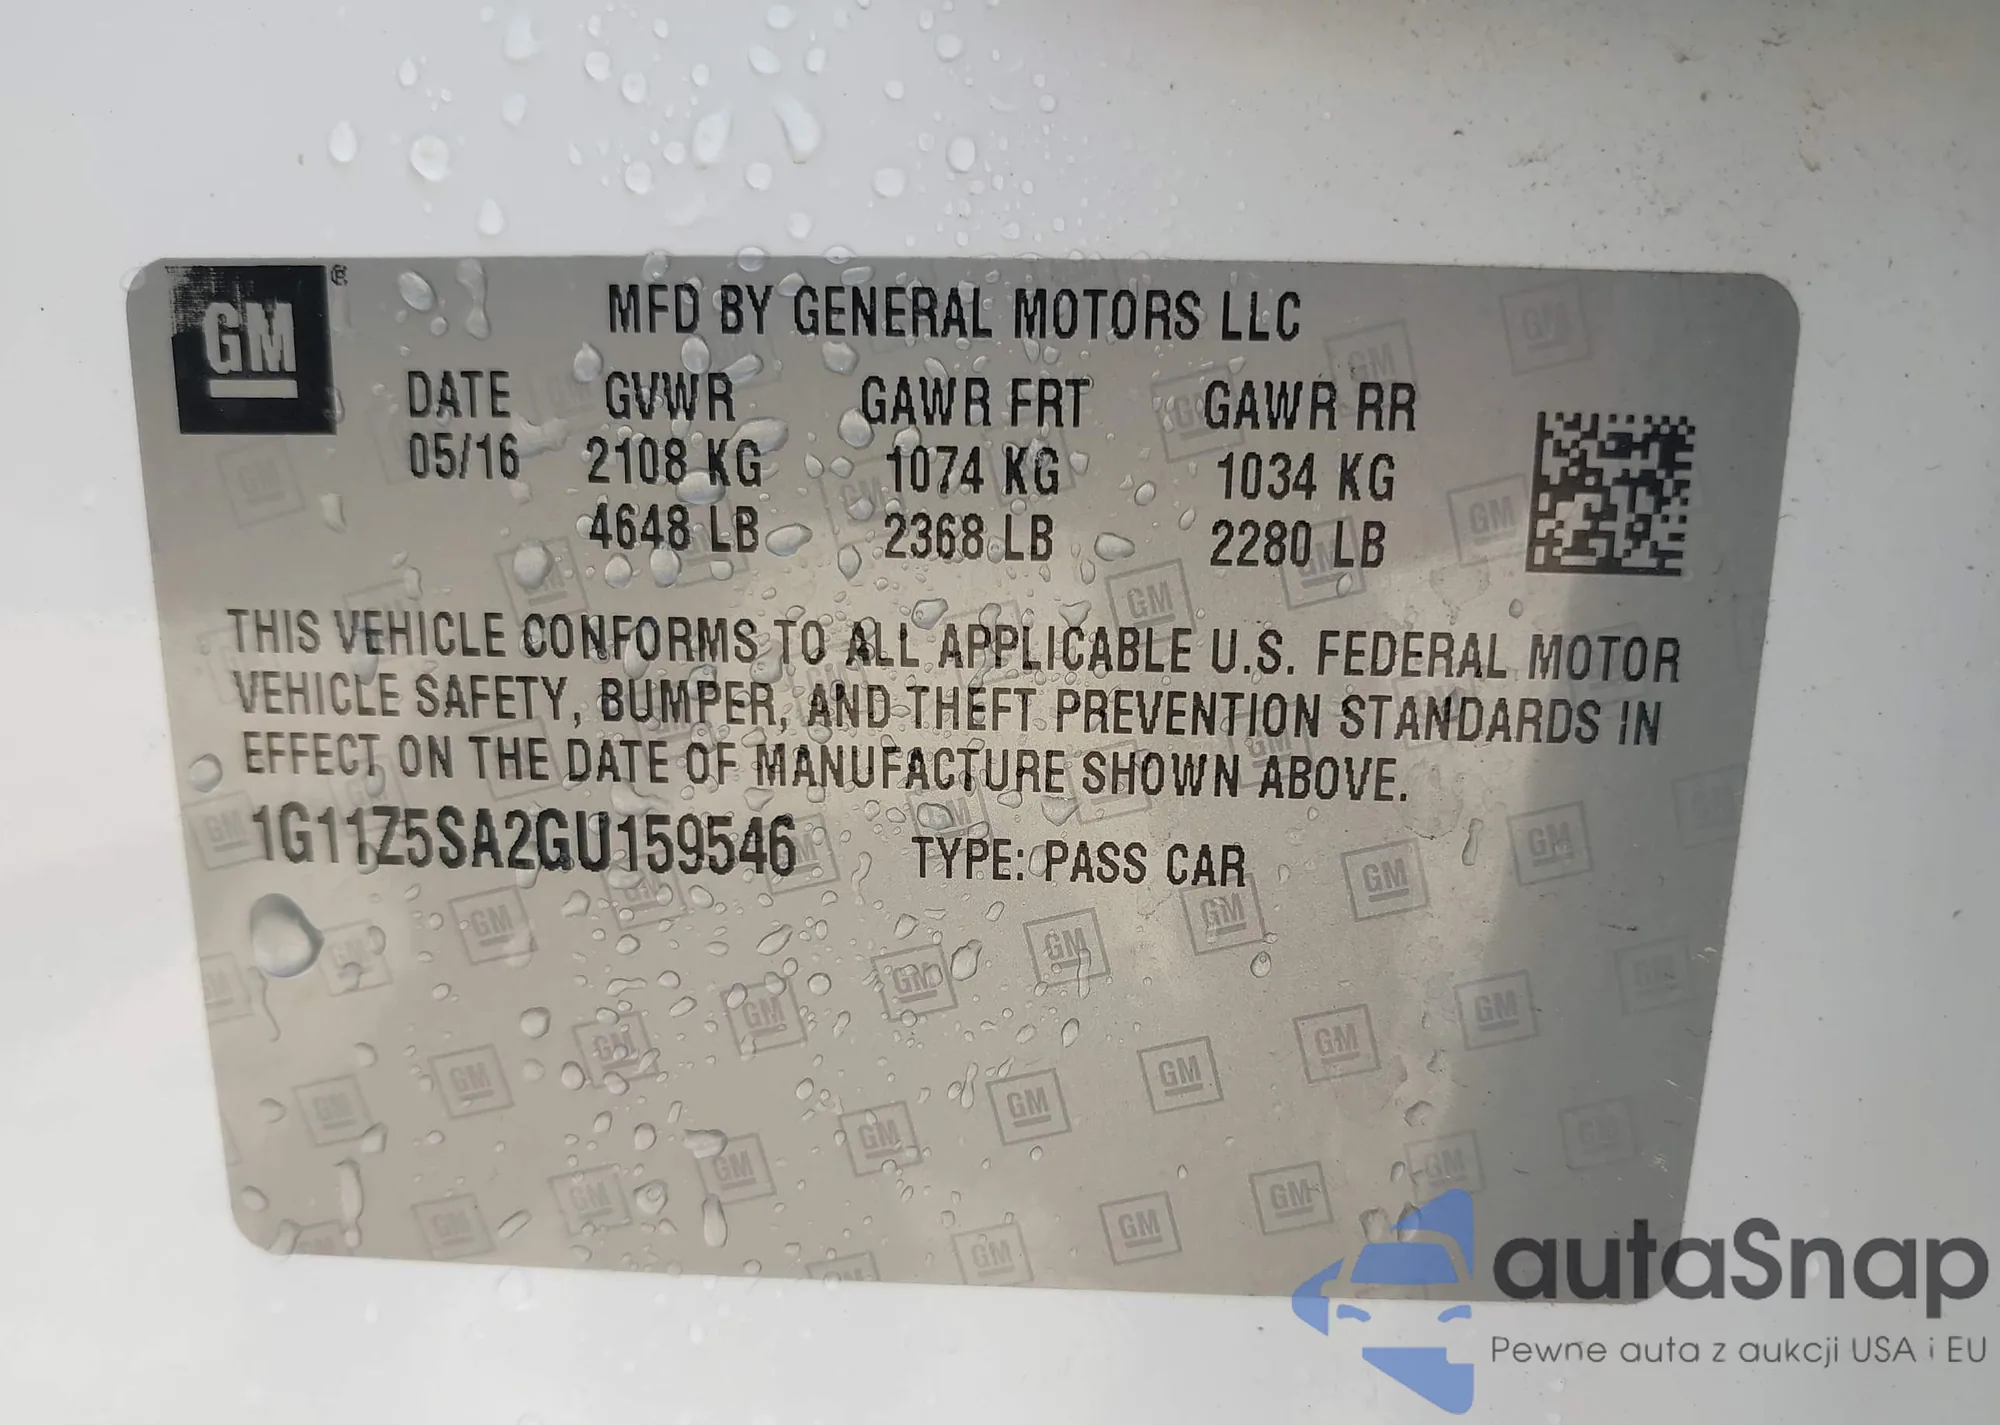 GM ®
MFD BY GENERAL MOTORS LLC
DATE GVWR GAWR FRT GAWR RR
05/16 2108 KG 1074 KG 1034 KG
4648 LB 2368 LB 2280 LB
THIS VEHICLE CONFORMS TO ALL APPLICABLE U.S. FEDERAL MOTOR
VEHICLE SAFETY, BUMPER, AND THEFT PREVENTION STANDARDS IN
EFFECT ON THE DATE OF MANUFACTURE SHOWN ABOVE.
1G11Z5SA2GU159546 TYPE: PASS CAR
autaSnap
Pewne auta z aukcji USA i EU